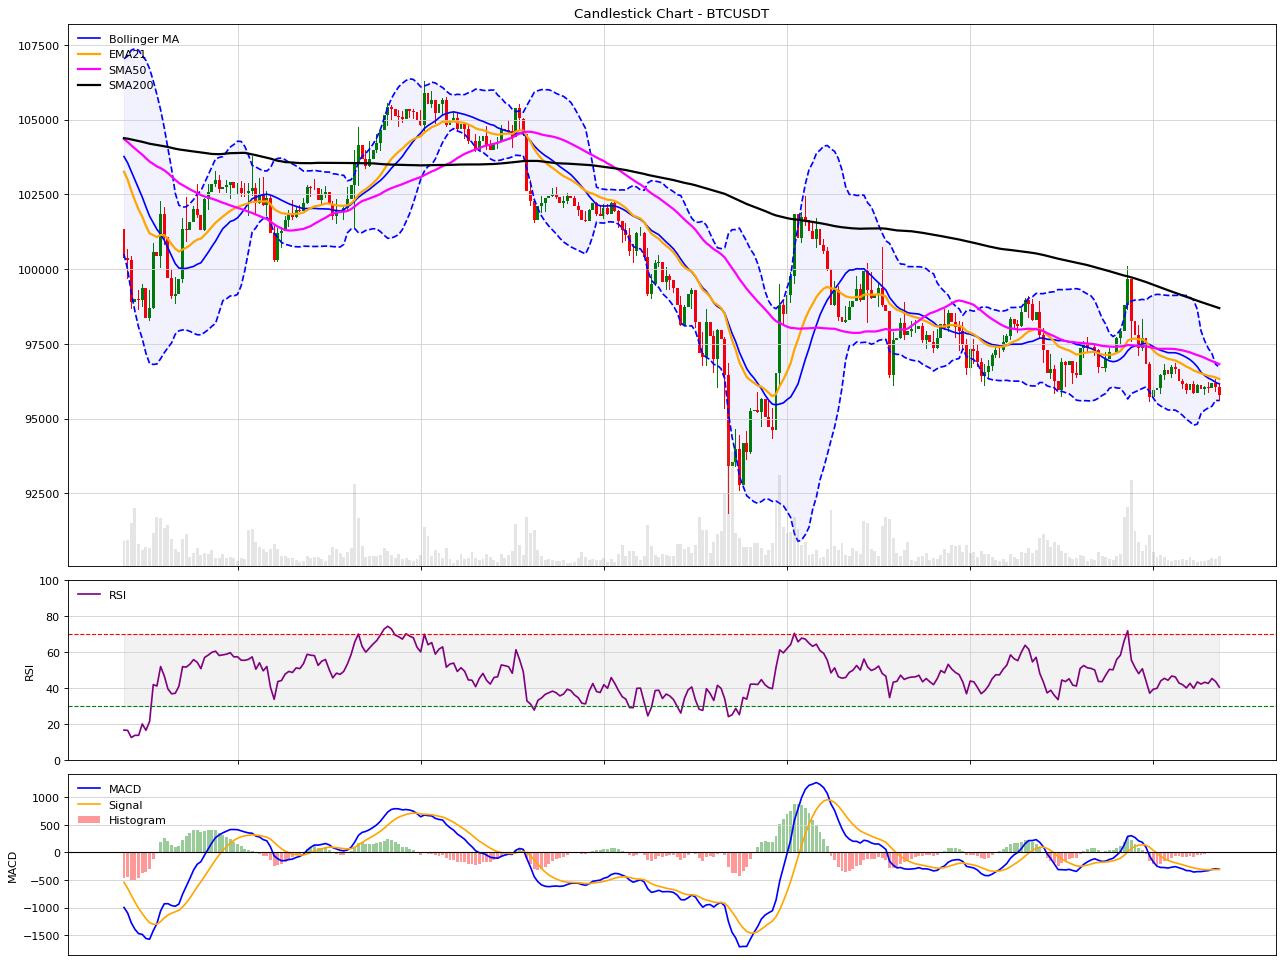 Candlestick Chart - BTCUSDT
Bollinger MA
EMA21
SMA50
SMA200
107500
105000
102500
100000
97500
95000
92500
RSI
100
80
60
40
20
0
RSI
MACD
Signal
Histogram
1000
500
0
−500
−1000
−1500
MACD